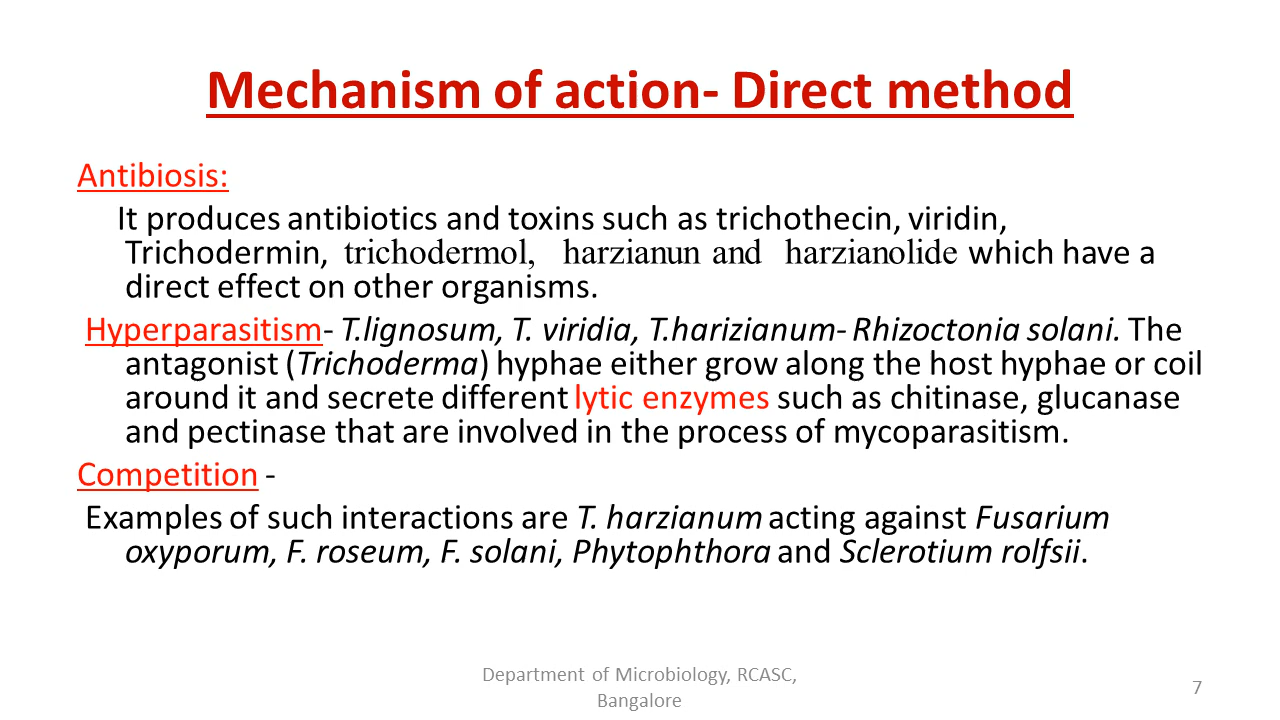 Mechanism of action- Direct method
Antibiosis:
It produces antibiotics and toxins such as trichothecin, viridin,
Trichodermin, trichodermol, harzianun and harzianolide which have a
direct effect on other organisms.
Hyperparasitism- T.lignosum, T. viridia, T.harizianum- Rhizoctonia solani. The
antagonist (Trichoderma) hyphae either grow along the host hyphae or coil
around it and secrete different lytic enzymes such as chitinase, glucanase
and pectinase that are involved in the process of mycoparasitism.
Competition -
Examples of such interactions are T. harzianum acting against Fusarium
oxyporum, F. roseum, F. solani, Phytophthora and Sclerotium rolfsii.
Department of Microbiology, RCASC,
Bangalore
7